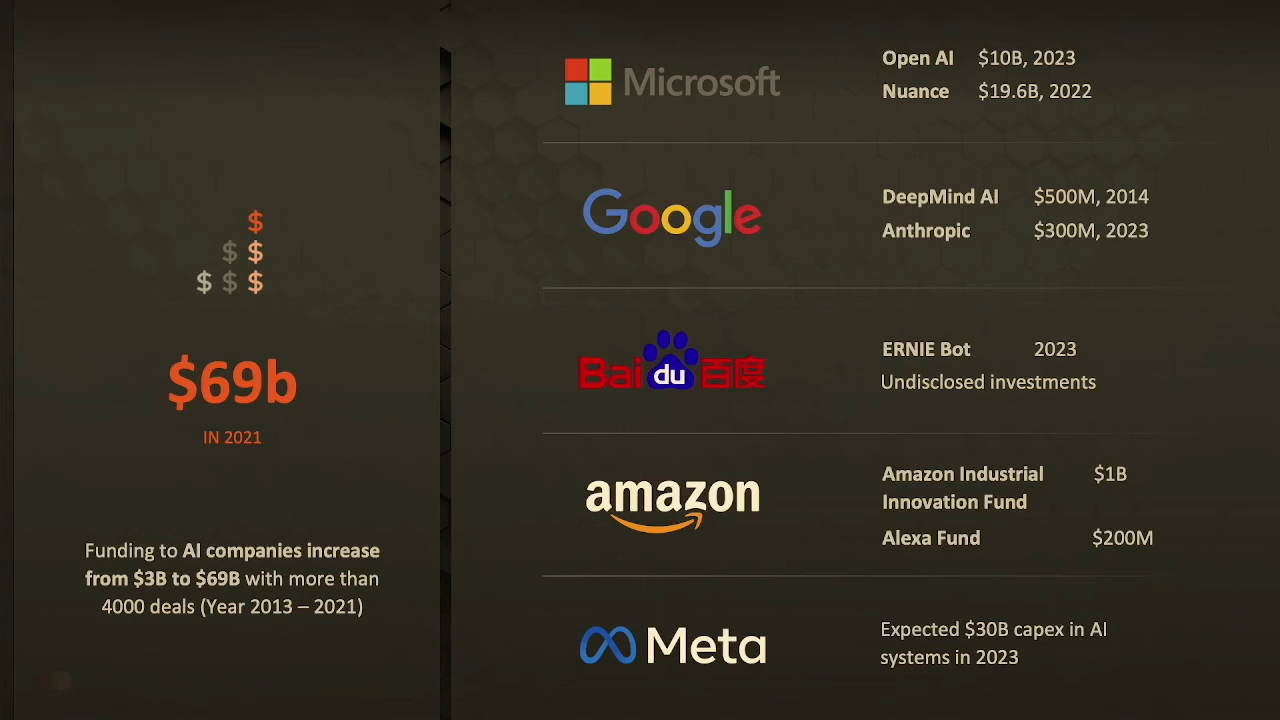 $
$ $
$ $ $
$69b
IN 2021
Funding to AI companies increase
from $3B to $69B with more than
4000 deals (Year 2013 – 2021)
Microsoft
Open AI $10B, 2023
Nuance $19.6B, 2022
Google
DeepMind AI $500M, 2014
Anthropic $300M, 2023
Bai du 百度
ERNIE Bot 2023
Undisclosed investments
amazon
Amazon Industrial $1B
Innovation Fund
Alexa Fund $200M
Meta
Expected $30B capex in AI
systems in 2023